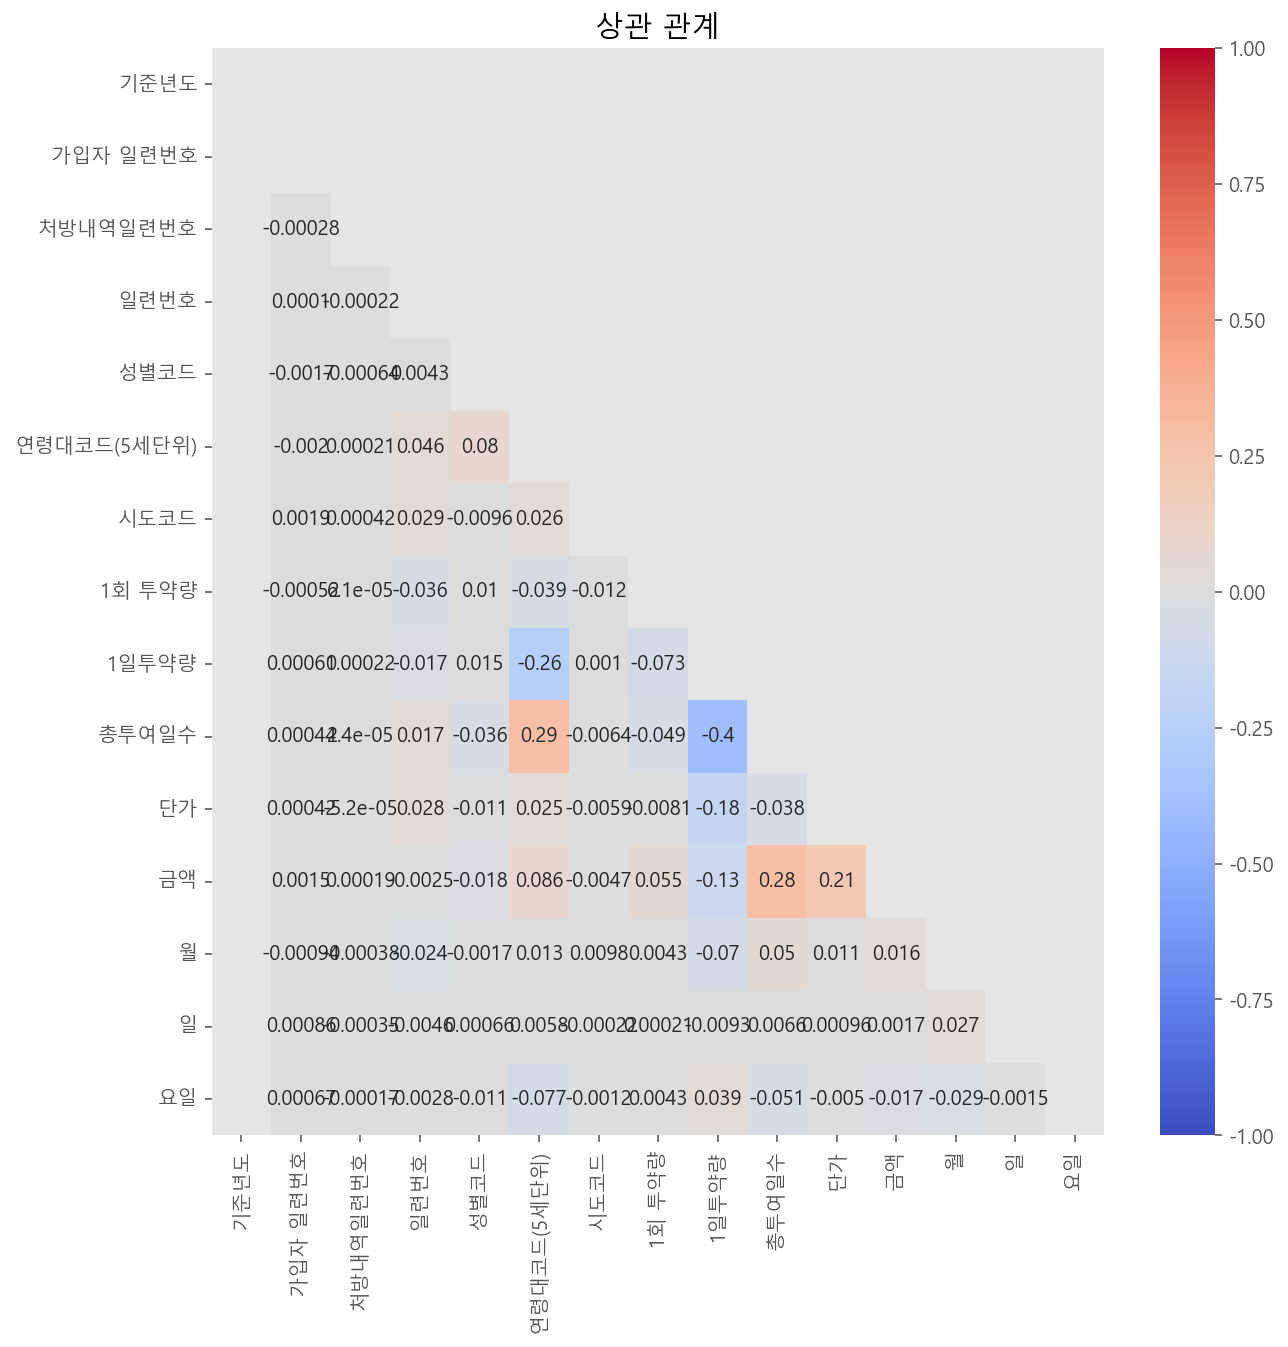 상관 관계
기준년도
가입자 일련번호
처방내역일련번호 -0.00028
일련번호 0.0001 -0.00022
성별코드 -0.0017 -0.00064 0.0043
연령대코드(5세단위) -0.002 0.00021 0.046 0.08
시도코드 0.0019 0.00042 0.029 -0.0096 0.026
1회 투약량 -0.00052 -0.036 0.01 -0.039 -0.012
1일투약량 0.00061 0.00022 -0.017 0.015 -0.26 0.001 -0.073
총투여일수 0.00044 0.017 -0.036 0.29 -0.0064 -0.049 -0.4
단가 0.00042 -5.2e-05 0.028 -0.011 0.025 -0.0059 -0.18 -0.038
금액 0.0015 0.00019 -0.018 0.086 -0.0047 0.055 -0.13 0.28 0.21
월 -0.00094 -0.00038 -0.024 -0.0017 0.013 0.0098 0.0043 -0.07 0.05 0.011 0.016
일 0.00086 -0.00035 -0.0046 0.00066 0.0058 -0.00022 0.00021 -0.0093 0.0066 0.00096 0.0017 0.027
요일 0.00067 -0.00017 -0.0028 -0.011 -0.077 -0.0012 0.0043 0.039 -0.051 -0.005 -0.017 -0.029 -0.0015
기준년도
가입자 일련번호
처방내역일련번호
일련번호
성별코드
연령대코드(5세단위)
시도코드
1회 투약량
1일투약량
총투여일수
단가
금액
월
일
요일
1.00
0.75
0.50
0.25
0.00
-0.25
-0.50
-0.75
-1.00